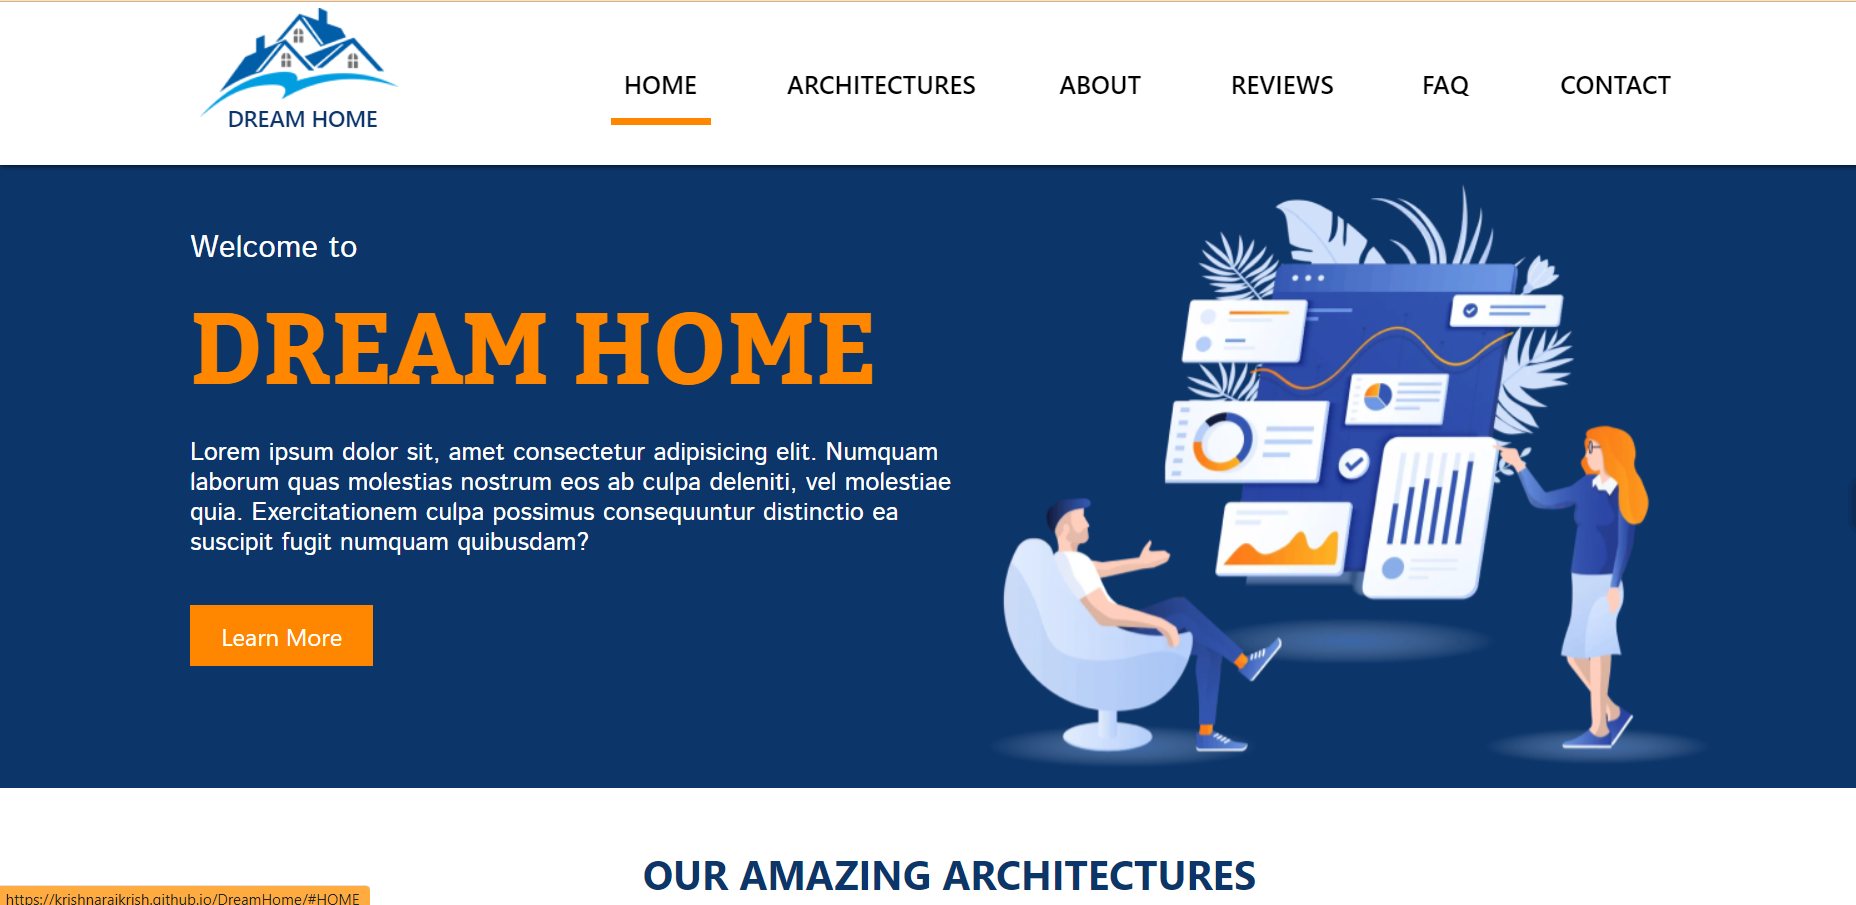 DREAM HOME
HOME ARCHITECTURES ABOUT REVIEWS FAQ CONTACT
Welcome to
DREAM HOME
Lorem ipsum dolor sit, amet consectetur adipisicing elit. Numquam
laborum quas molestias nostrum eos ab culpa deleniti, vel molestiae
quia. Exercitationem culpa possimus consequuntur distinctio ea
suscipit fugit numquam quibusdam?
Learn More
OUR AMAZING ARCHITECTURES
https://krishnarajkrish.github.io/DreamHome/#HOME